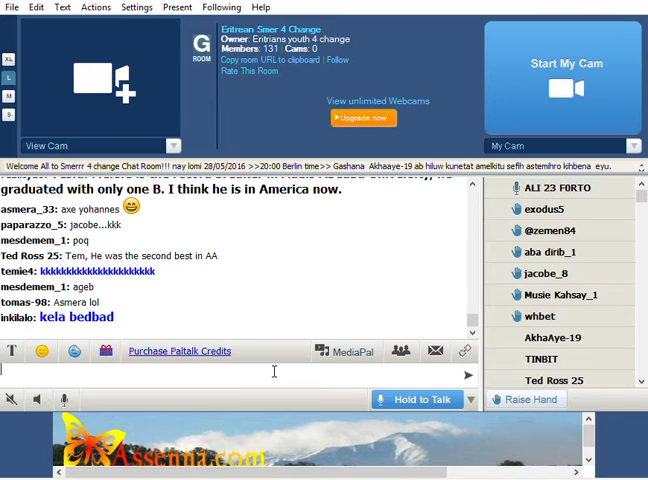 File Edit Text Actions Settings Present Following Help
XL
L
M
S
View Cam
G
ROOM
Eritrean Smer 4 Change
Owner: Eritrians youth 4 change
Members: 131 | Cams: 0
Copy room URL to clipboard | Follow
Rate This Room
View unlimited Webcams
Upgrade now
Start My Cam
My Cam
Welcome All to Smerrr 4 change Chat Room!!! nay lomi 28/05/2016 >>20:00 Berlin time>> Gashana Akhaaye-19 ab hiluw kunetat amelkitu sefih astemihro kihbena eyu.
graduated with only one B. I think he is in America now.
asmera_33: axe yohannes
paparazzo_5: jacobe...kkk
mesdemem_1: poq
Ted Ross 25: Tem, He was the second best in AA
temie4: kkkkkkkkkkkkkkkkkkkkkk
mesdemem_1: ageb
tomas-98: Asmera lol
inkilalo: kela bedbad
ALI 23 F0RTO
exodus5
@zemen84
aba dirib_1
jacobe_8
Musie Kahsay_1
whbet
AkhaAye-19
TINBIT
Ted Ross 25
T
Purchase Paltalk Credits
MediaPal
Hold to Talk
Raise Hand
Assenna.com